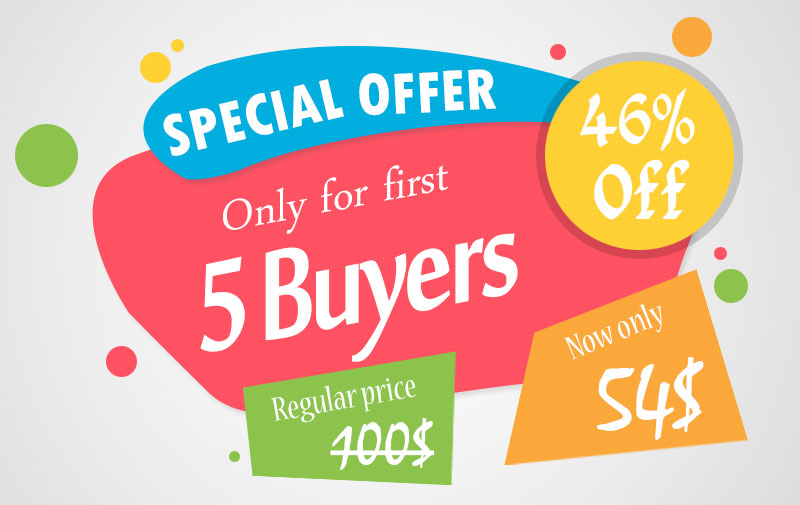 SPECIAL OFFER
46%
Off
Only for first
5 Buyers
Now only
54$
Regular price
100$